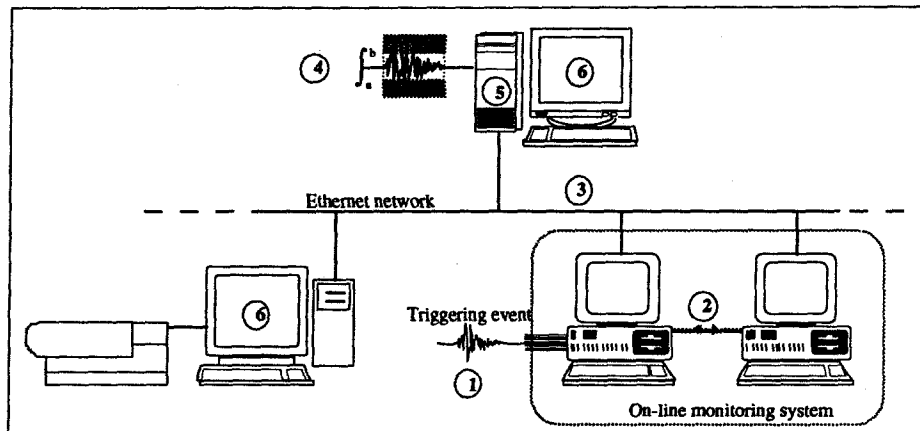 b
4
a
5
6
3
Ethernet network
6
Triggering event
2
1
On-line monitoring system